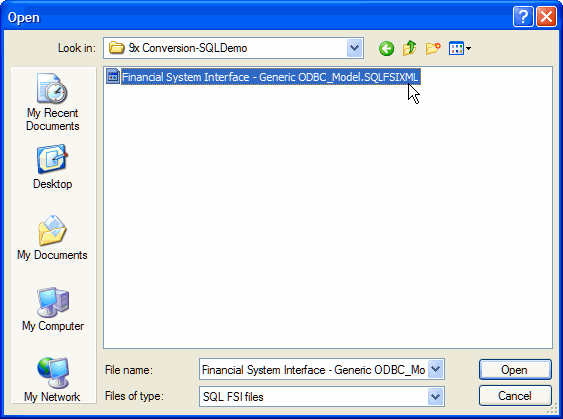 Open
Look in:
9x Conversion-SQLDemo
Financial System Interface - Generic ODBC_Model.SQLFSIXML
My Recent
Documents
Desktop
My Documents
My Computer
My Network
File name:
Financial System Interface - Generic ODBC_Mo
Open
Files of type:
SQL FSI files
Cancel